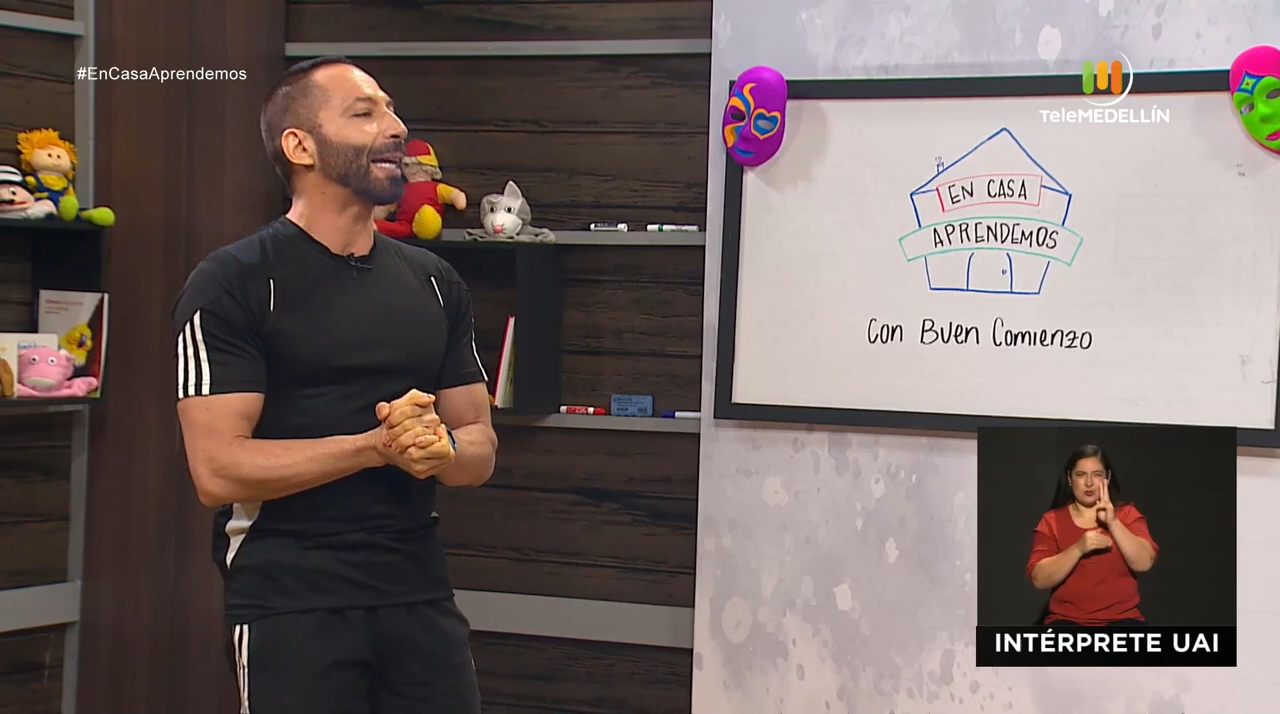 #EnCasaAprendemos
TeleMEDELLÍN
EN CASA
APRENDEMOS
Con Buen Comienzo
INTÉRPRETE UAI